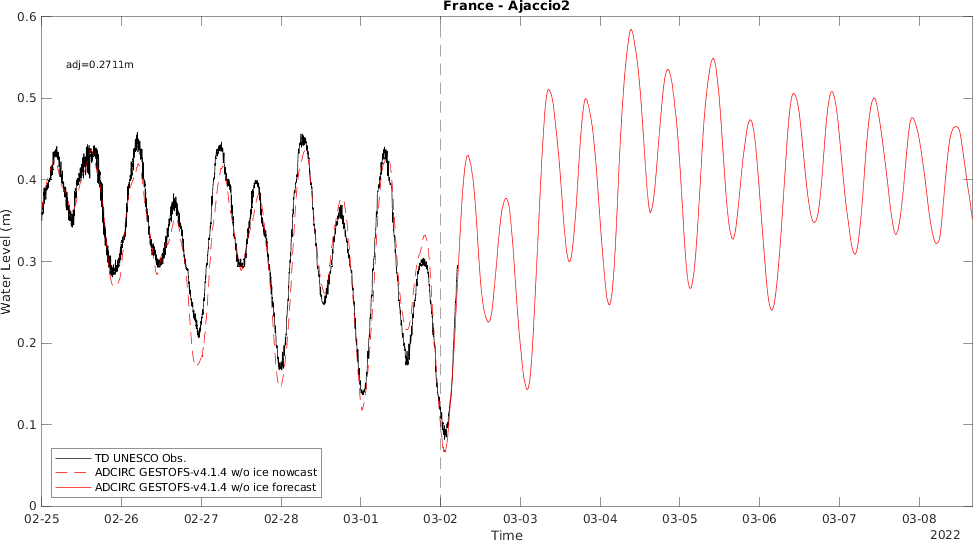 France - Ajaccio2
adj=0.2711m
0.6
0.5
0.4
0.3
0.2
0.1
0
Water Level (m)
TD UNESCO Obs.
ADCIRC GESTOFS-v4.1.4 w/o ice nowcast
ADCIRC GESTOFS-v4.1.4 w/o ice forecast
02-25 02-26 02-27 02-28 03-01 03-02 03-03 03-04 03-05 03-06 03-07 03-08
Time
2022